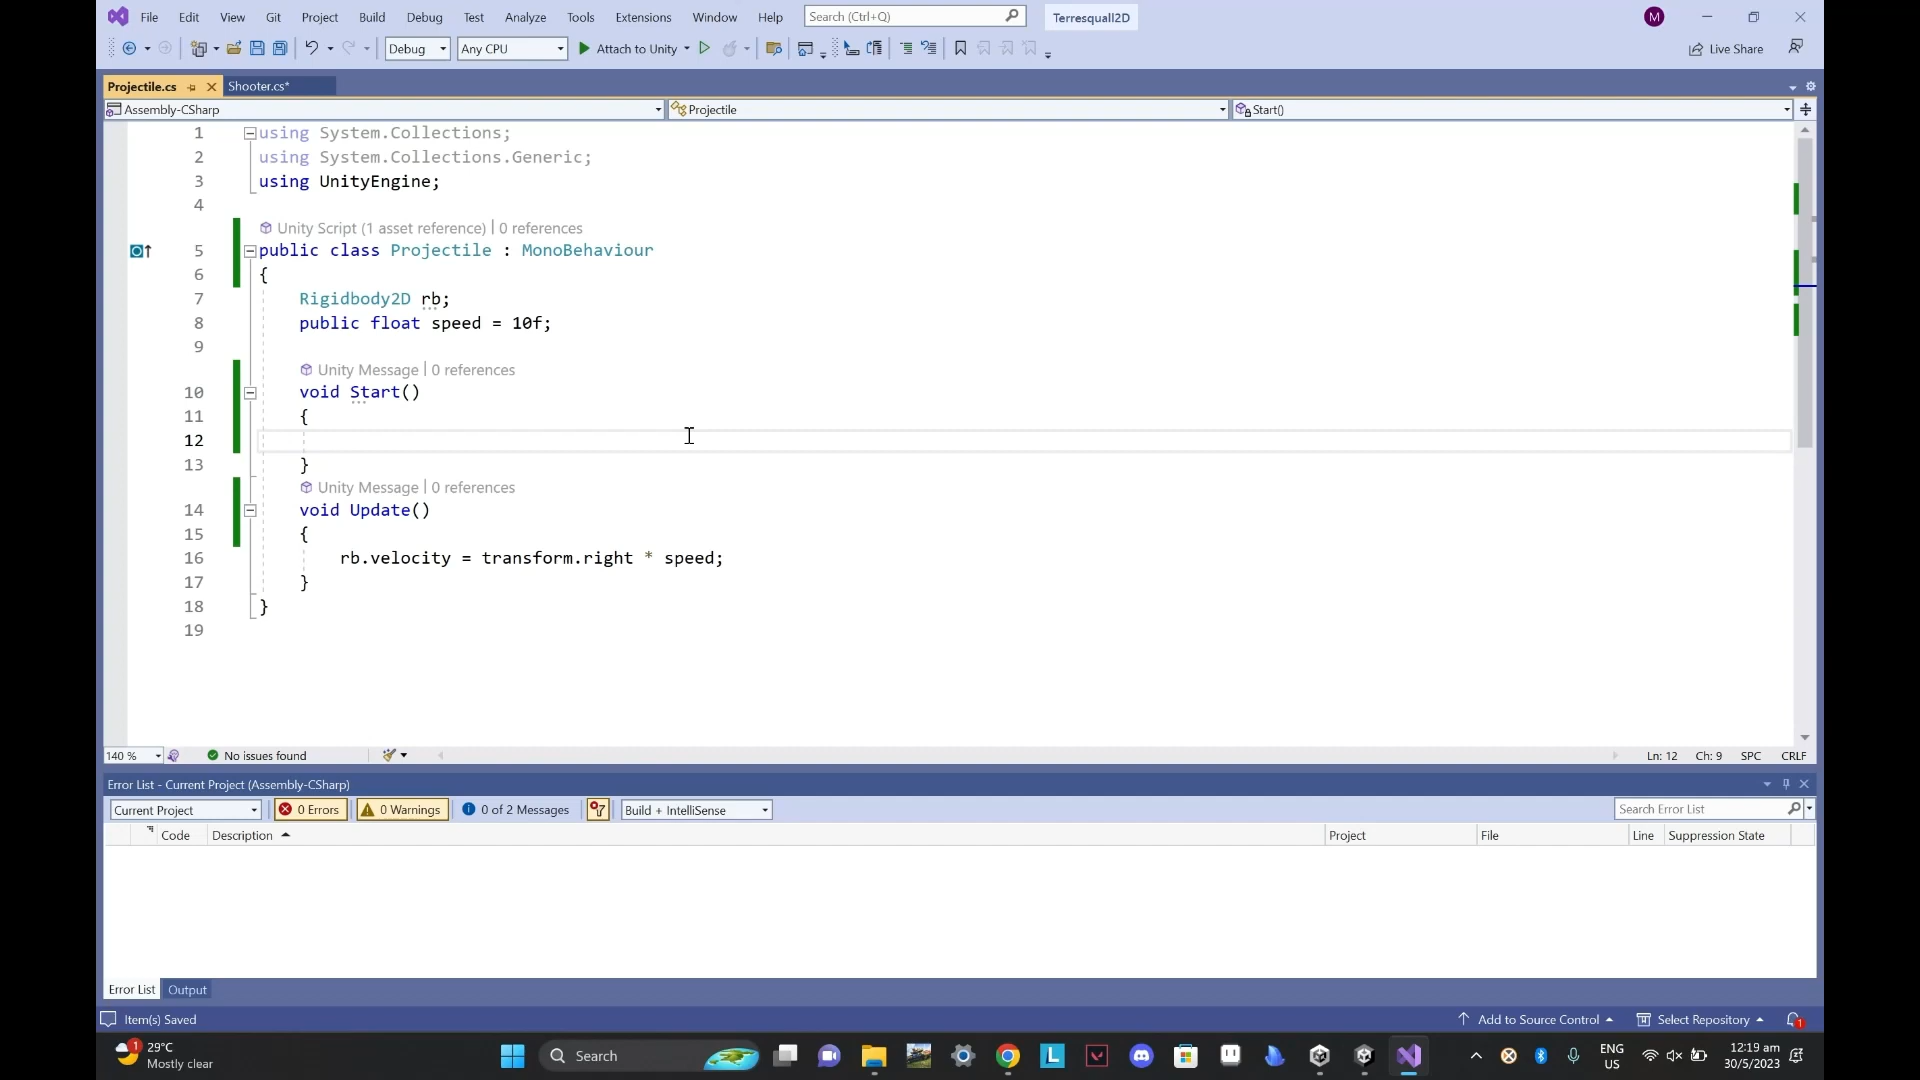 File Edit View Git Project Build Debug Test Analyze Tools Extensions Window Help Search (Ctrl+Q) Terresquall2D M
Debug Any CPU Attach to Unity Live Share
Projectile.cs Shooter.cs*
Assembly-CSharp Projectile Start()
1 using System.Collections;
2 using System.Collections.Generic;
3 using UnityEngine;
4
Unity Script (1 asset reference) | 0 references
5 public class Projectile : MonoBehaviour
6 {
7 Rigidbody2D rb;
8 public float speed = 10f;
9
Unity Message | 0 references
10 void Start()
11 {
12
13 }
Unity Message | 0 references
14 void Update()
15 {
16 rb.velocity = transform.right * speed;
17 }
18 }
19
140 % No issues found Ln: 12 Ch: 9 SPC CRLF
Error List - Current Project (Assembly-CSharp)
Current Project 0 Errors 0 Warnings 0 of 2 Messages Build + IntelliSense Search Error List
Code Description Project File Line Suppression State
Error List Output
Item(s) Saved Add to Source Control Select Repository 1
1 29°C Search ENG 12:19 am
Mostly clear US 30/5/2023